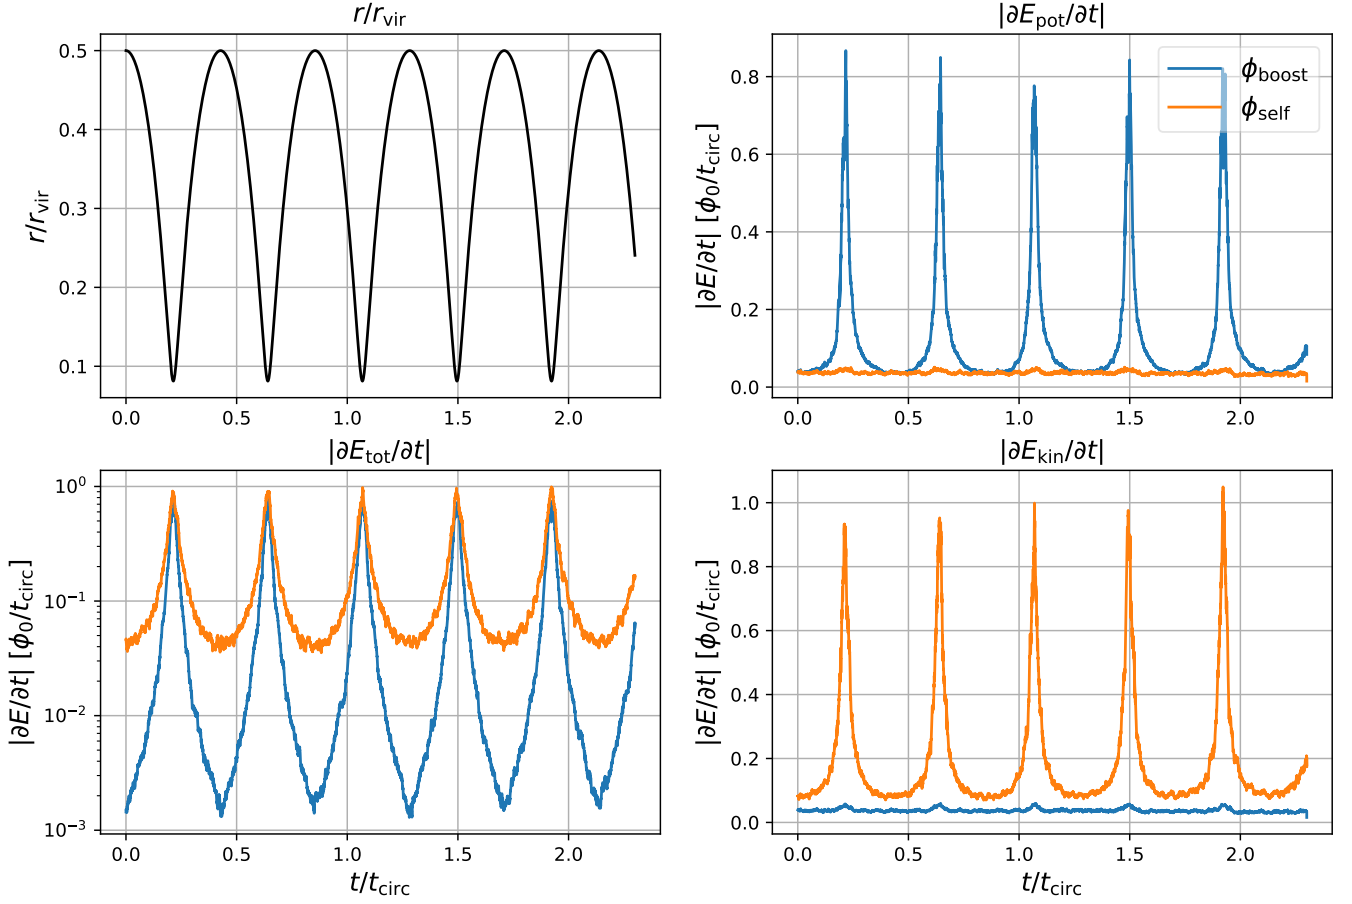 r/r_vir
r/r_vir
0.5
0.4
0.3
0.2
0.1
0.0 0.5 1.0 1.5 2.0
|∂E_pot/∂t|
|∂E/∂t| [ϕ_0/t_circ]
0.8
0.6
0.4
0.2
0.0
ϕ_boost
ϕ_self
0.0 0.5 1.0 1.5 2.0
|∂E_tot/∂t|
|∂E/∂t| [ϕ_0/t_circ]
10^0
10^−1
10^−2
10^−3
0.0 0.5 1.0 1.5 2.0
t/t_circ
|∂E_kin/∂t|
|∂E/∂t| [ϕ_0/t_circ]
1.0
0.8
0.6
0.4
0.2
0.0
0.0 0.5 1.0 1.5 2.0
t/t_circ